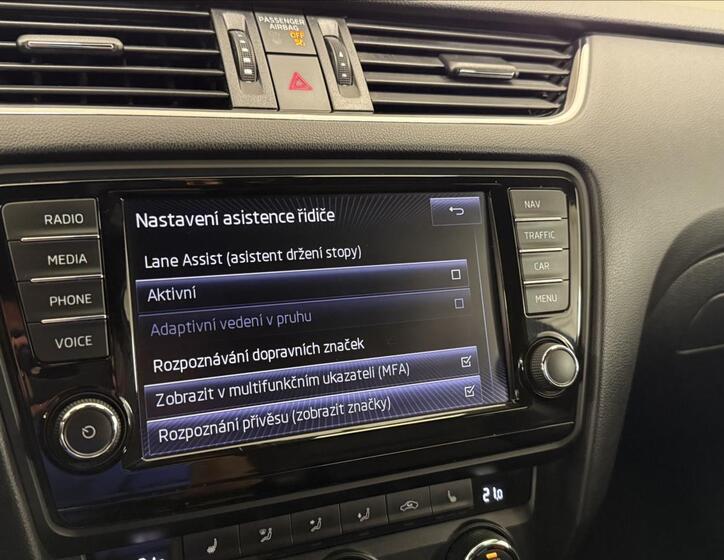 PASSENGER
AIRBAG
OFF
RADIO
MEDIA
PHONE
VOICE
Nastavení asistence řidiče
Lane Assist (asistent držení stopy)
Aktivní
Adaptivní vedení v pruhu
Rozpoznávání dopravních značek
Zobrazit v multifunkčním ukazateli (MFA)
Rozpoznání přívěsu (zobrazit značky)
NAV
TRAFFIC
CAR
MENU
21.0